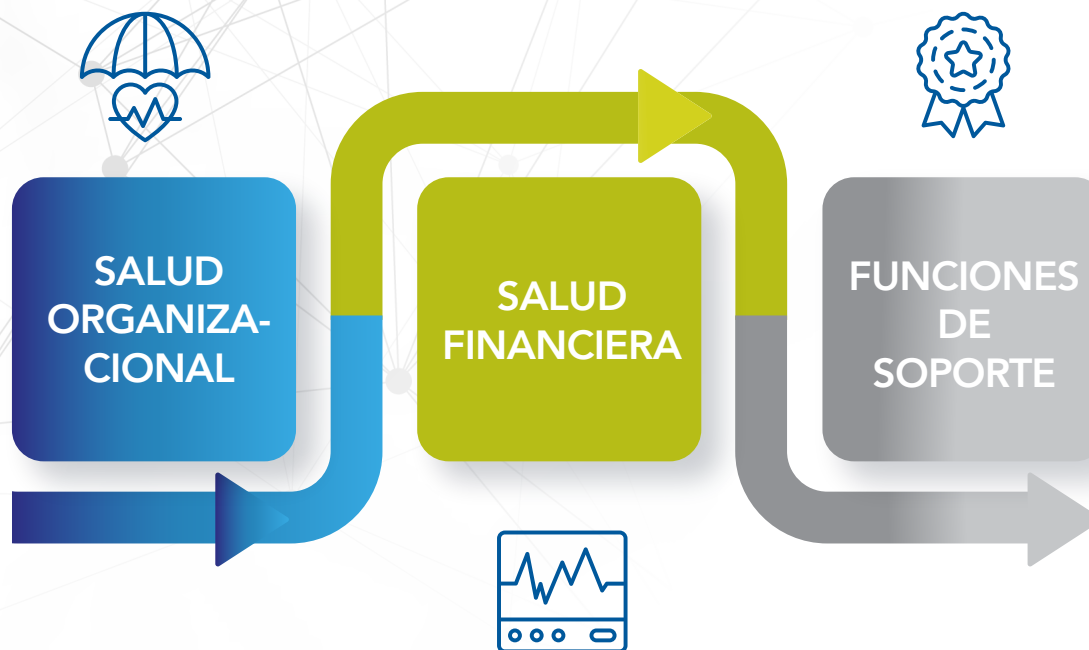 SALUD
ORGANIZA-
CIONAL
SALUD
FINANCIERA
FUNCIONES
DE
SOPORTE